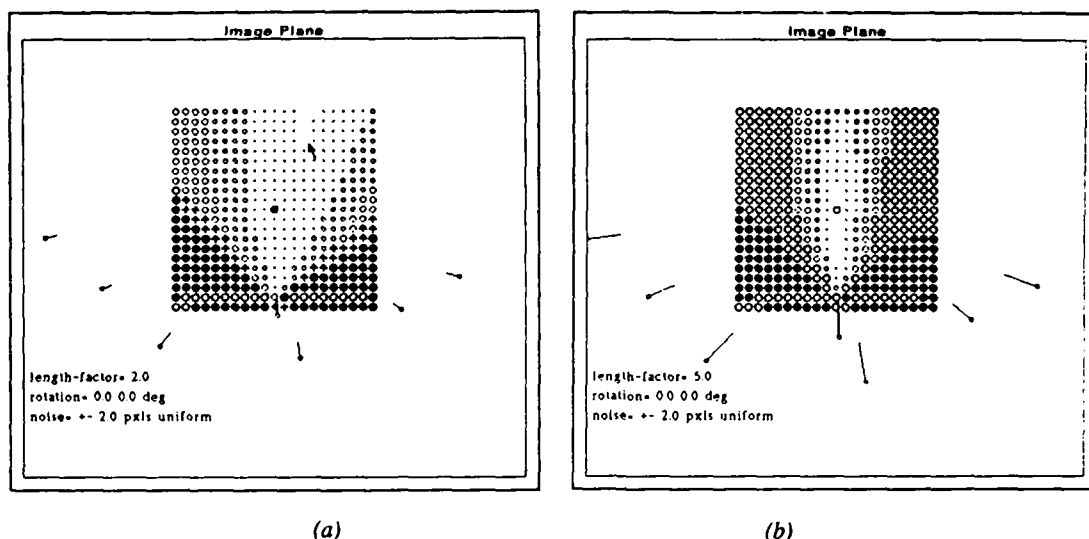 Image Plane
length-factor= 2.0
rotation= 0.0 0.0 deg
noise= +- 2.0 pxls uniform
(a)
Image Plane
length-factor= 5.0
rotation= 0.0 0.0 deg
noise= +- 2.0 pxls uniform
(b)